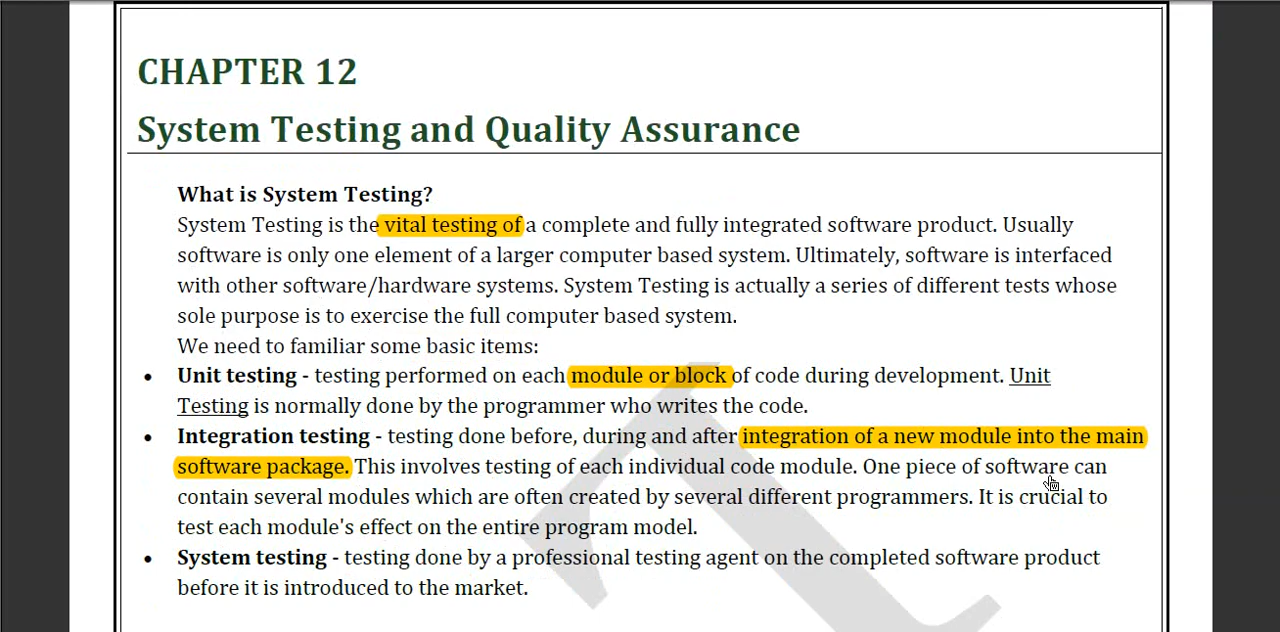 CHAPTER 12
System Testing and Quality Assurance
What is System Testing?
System Testing is the vital testing of a complete and fully integrated software product. Usually
software is only one element of a larger computer based system. Ultimately, software is interfaced
with other software/hardware systems. System Testing is actually a series of different tests whose
sole purpose is to exercise the full computer based system.
We need to familiar some basic items:
• Unit testing - testing performed on each module or block of code during development. Unit
Testing is normally done by the programmer who writes the code.
• Integration testing - testing done before, during and after integration of a new module into the main
software package. This involves testing of each individual code module. One piece of software can
contain several modules which are often created by several different programmers. It is crucial to
test each module's effect on the entire program model.
• System testing - testing done by a professional testing agent on the completed software product
before it is introduced to the market.